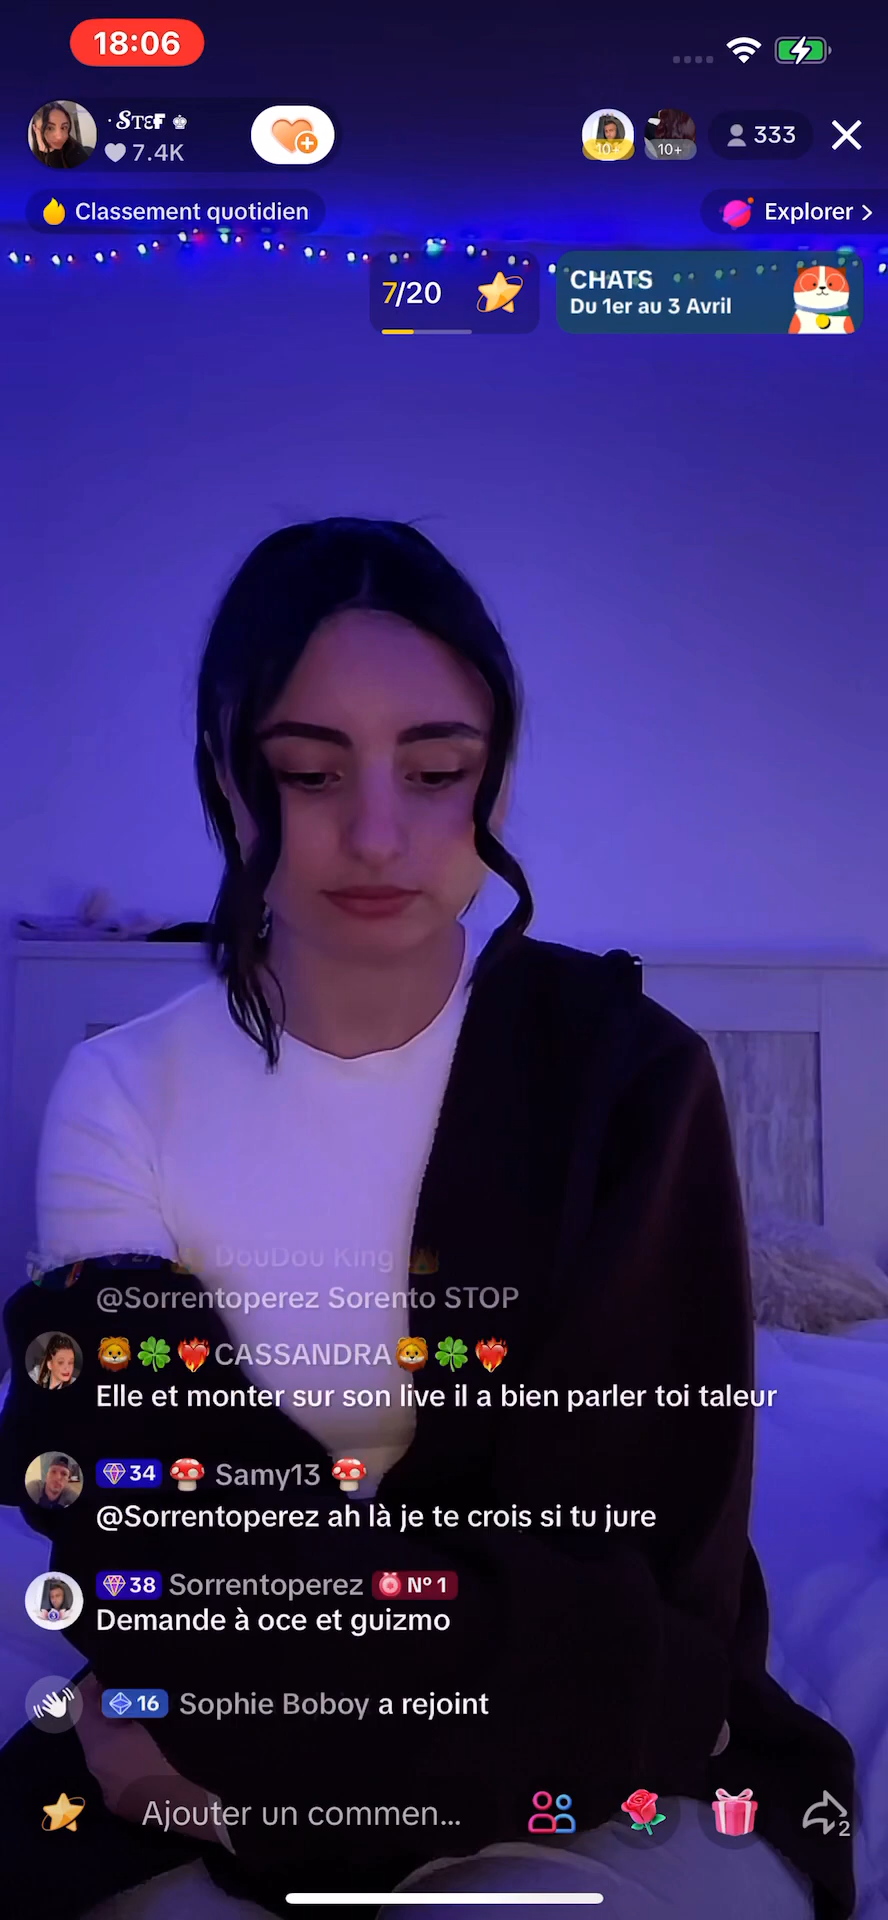 18:06
· STEF ♚
7.4K
10+
10+
333
Classement quotidien
Explorer >
7/20
CHATS
Du 1er au 3 Avril
27 DouDou King
@Sorrentoperez Sorento STOP
🦁🍀❤️‍🔥CASSANDRA🦁🍀❤️‍🔥
Elle et monter sur son live il a bien parler toi taleur
34 🍄 Samy13 🍄
@Sorrentoperez ah là je te crois si tu jure
38 Sorrentoperez Nº 1
Demande à oce et guizmo
16 Sophie Boboy a rejoint
Ajouter un commen...
2